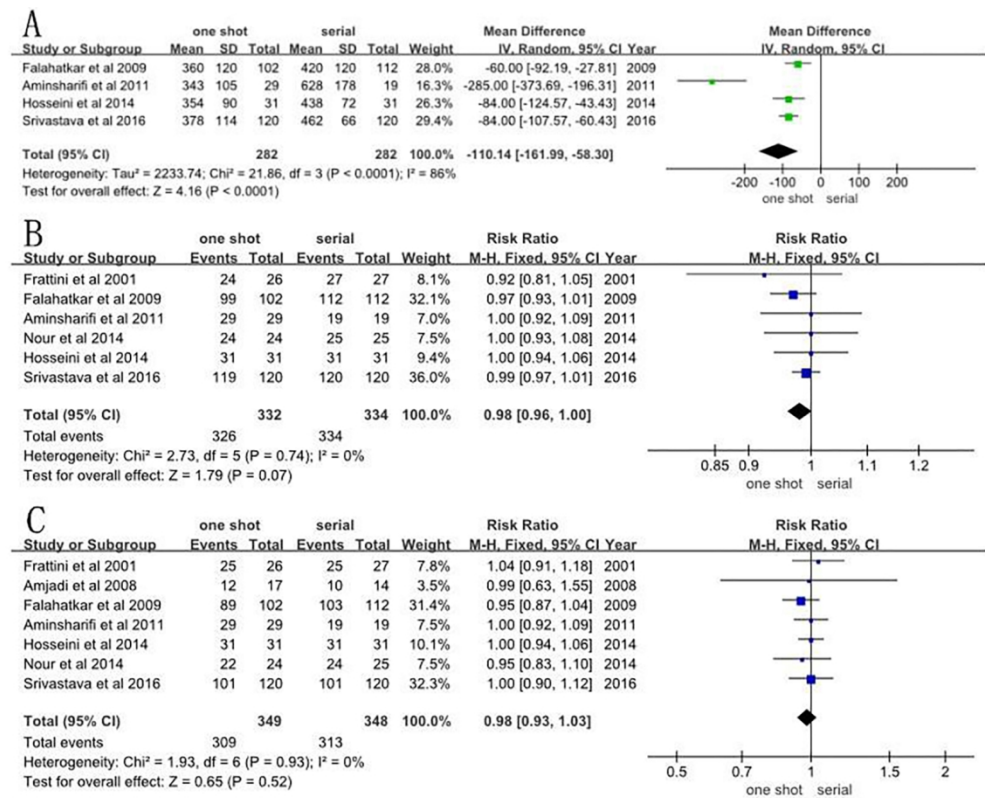 A
one shot serial Mean Difference Mean Difference
Study or Subgroup Mean SD Total Mean SD Total Weight IV, Random, 95% CI Year IV, Random, 95% CI
Falahatkar et al 2009 360 120 102 420 120 112 28.0% -60.00 [-92.19, -27.81] 2009
Aminsharifi et al 2011 343 105 29 628 178 19 16.3% -285.00 [-373.69, -196.31] 2011
Hosseini et al 2014 354 90 31 438 72 31 26.3% -84.00 [-124.57, -43.43] 2014
Srivastava et al 2016 378 114 120 462 66 120 29.4% -84.00 [-107.57, -60.43] 2016
Total (95% CI) 282 282 100.0% -110.14 [-161.99, -58.30]
Heterogeneity: Tau² = 2233.74; Chi² = 21.86, df = 3 (P < 0.0001); I² = 86%
Test for overall effect: Z = 4.16 (P < 0.0001)
-200 -100 0 100 200
one shot serial
B
one shot serial Risk Ratio Risk Ratio
Study or Subgroup Events Total Events Total Weight M-H, Fixed, 95% CI Year M-H, Fixed, 95% CI
Frattini et al 2001 24 26 27 27 8.1% 0.92 [0.81, 1.05] 2001
Falahatkar et al 2009 99 102 112 112 32.1% 0.97 [0.93, 1.01] 2009
Aminsharifi et al 2011 29 29 19 19 7.0% 1.00 [0.92, 1.09] 2011
Nour et al 2014 24 24 25 25 7.5% 1.00 [0.93, 1.08] 2014
Hosseini et al 2014 31 31 31 31 9.4% 1.00 [0.94, 1.06] 2014
Srivastava et al 2016 119 120 120 120 36.0% 0.99 [0.97, 1.01] 2016
Total (95% CI) 332 334 100.0% 0.98 [0.96, 1.00]
Total events 326 334
Heterogeneity: Chi² = 2.73, df = 5 (P = 0.74); I² = 0%
Test for overall effect: Z = 1.79 (P = 0.07)
0.85 0.9 1 1.1 1.2
one shot serial
C
one shot serial Risk Ratio Risk Ratio
Study or Subgroup Events Total Events Total Weight M-H, Fixed, 95% CI Year M-H, Fixed, 95% CI
Frattini et al 2001 25 26 25 27 7.8% 1.04 [0.91, 1.18] 2001
Amjadi et al 2008 12 17 10 14 3.5% 0.99 [0.63, 1.55] 2008
Falahatkar et al 2009 89 102 103 112 31.4% 0.95 [0.87, 1.04] 2009
Aminsharifi et al 2011 29 29 19 19 7.5% 1.00 [0.92, 1.09] 2011
Hosseini et al 2014 31 31 31 31 10.1% 1.00 [0.94, 1.06] 2014
Nour et al 2014 22 24 24 25 7.5% 0.95 [0.83, 1.10] 2014
Srivastava et al 2016 101 120 101 120 32.3% 1.00 [0.90, 1.12] 2016
Total (95% CI) 349 348 100.0% 0.98 [0.93, 1.03]
Total events 309 313
Heterogeneity: Chi² = 1.93, df = 6 (P = 0.93); I² = 0%
Test for overall effect: Z = 0.65 (P = 0.52)
0.5 0.7 1 1.5 2
one shot serial